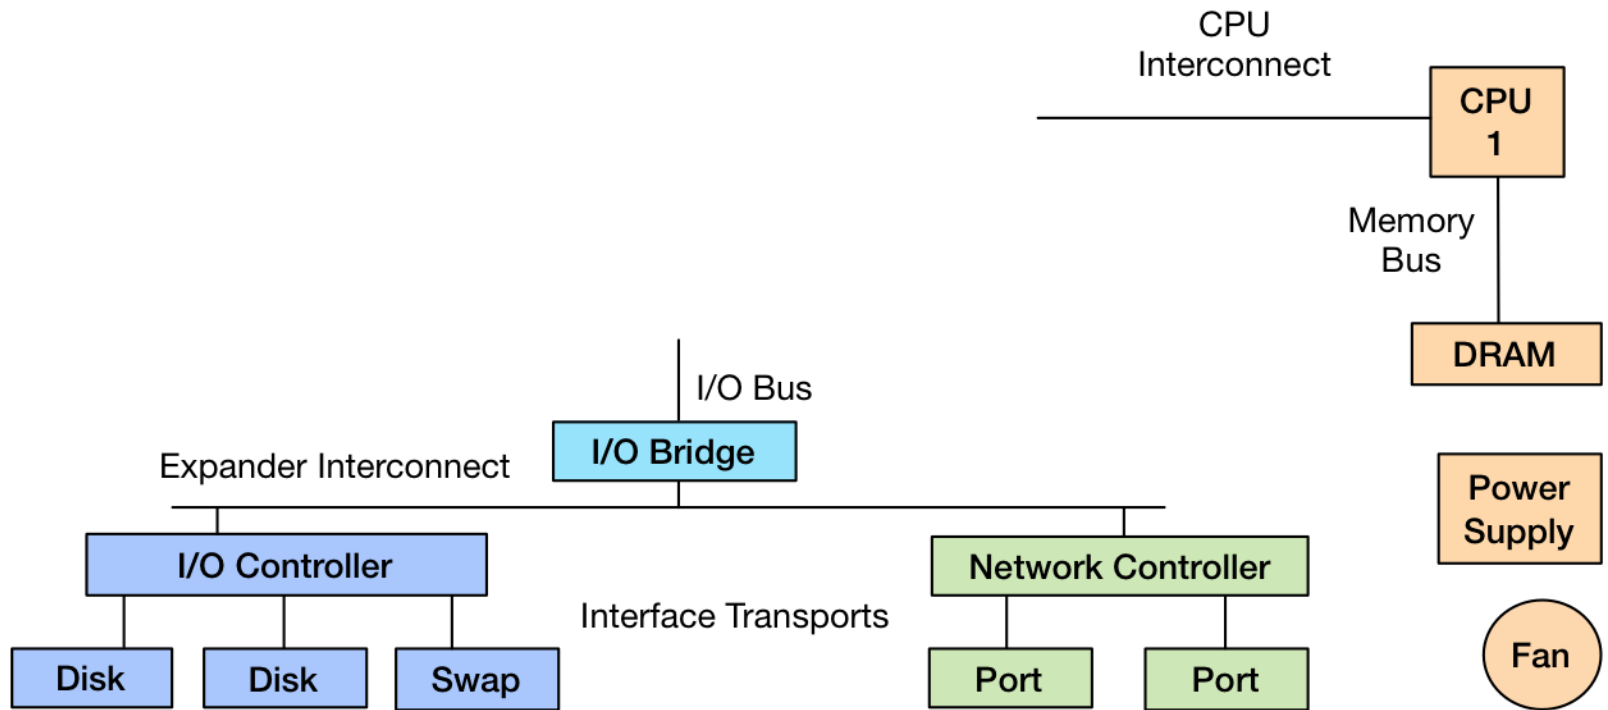 CPU
Interconnect
CPU
1
Memory
Bus
DRAM
I/O Bus
I/O Bridge
Expander Interconnect
Power
Supply
I/O Controller
Network Controller
Interface Transports
Fan
Disk
Disk
Swap
Port
Port